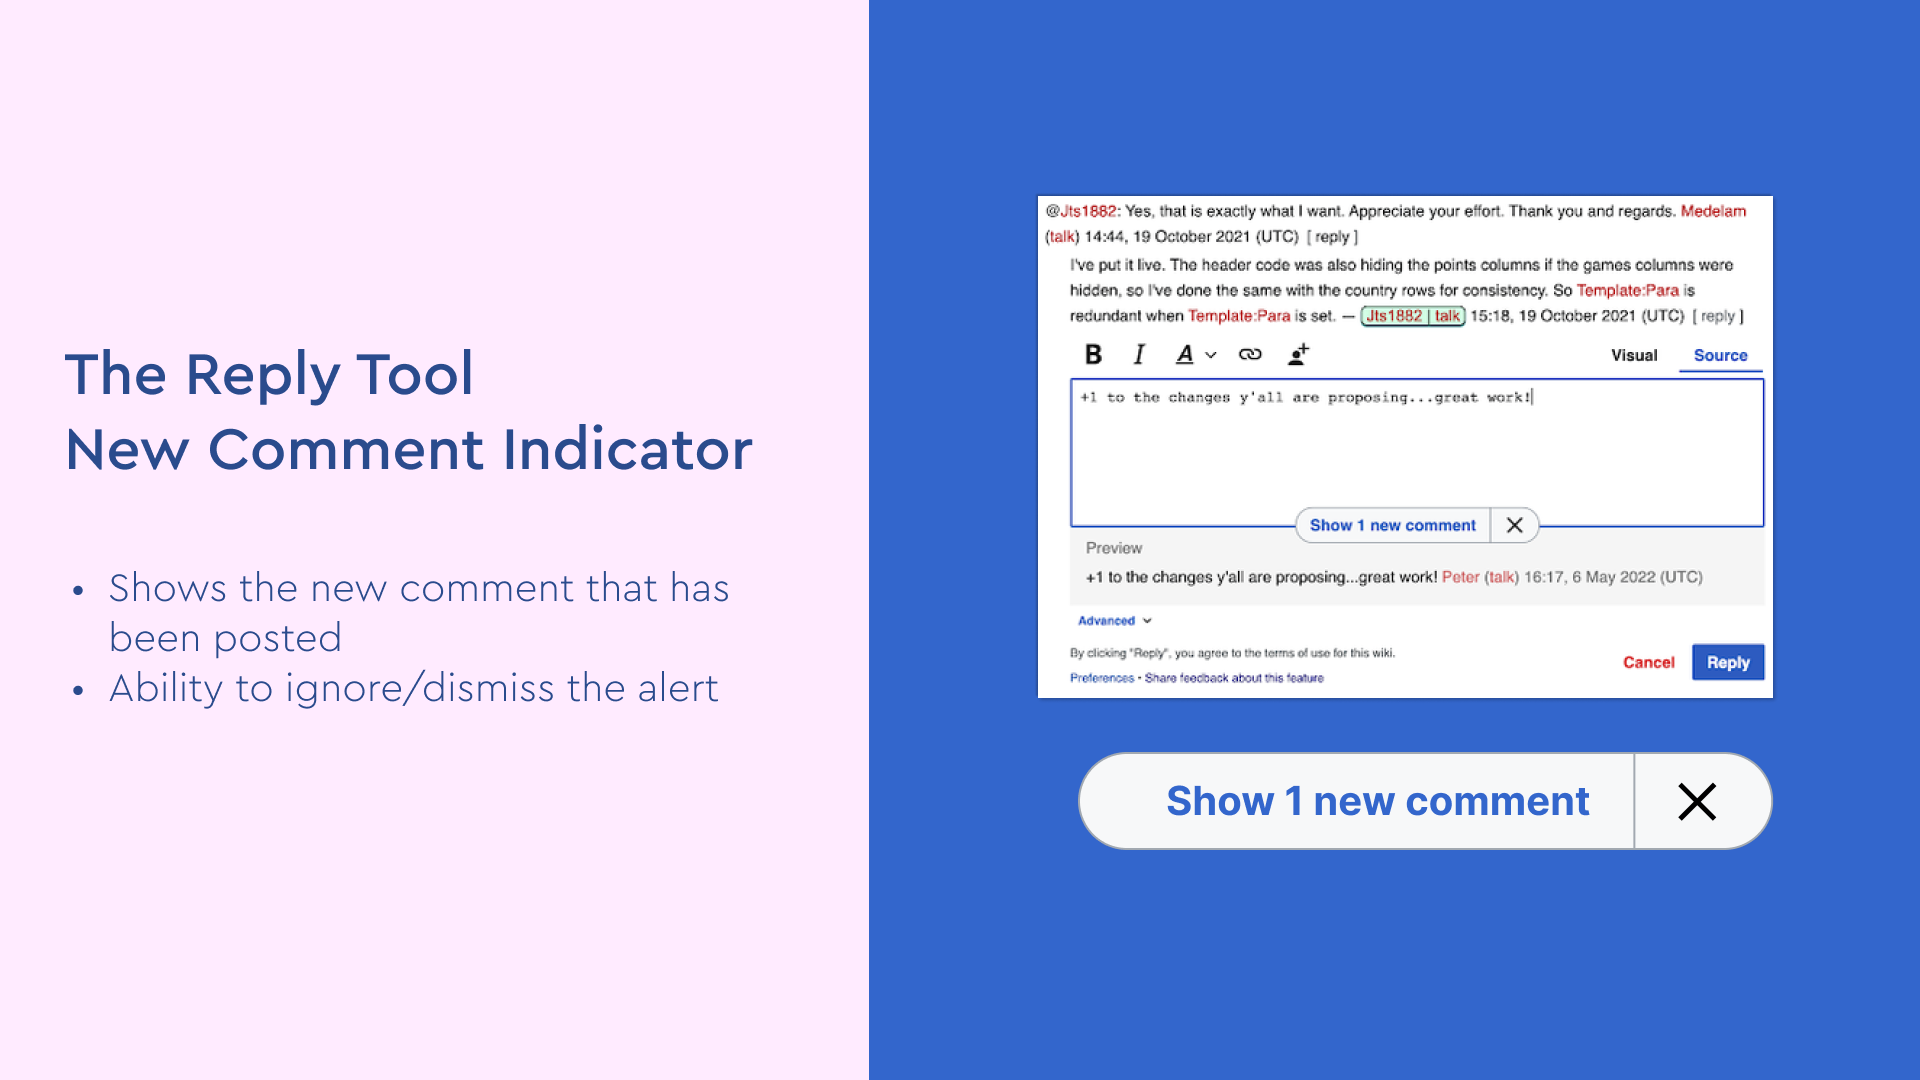 The Reply Tool
New Comment Indicator
• Shows the new comment that has
been posted
• Ability to ignore/dismiss the alert
@Jts1882: Yes, that is exactly what I want. Appreciate your effort. Thank you and regards. Medelam
(talk) 14:44, 19 October 2021 (UTC) [ reply ]
I've put it live. The header code was also hiding the points columns if the games columns were
hidden, so I've done the same with the country rows for consistency. So Template:Para is
redundant when Template:Para is set. — Jts1882 | talk 15:18, 19 October 2021 (UTC) [ reply ]
B I A Visual Source
+1 to the changes y'all are proposing...great work!
Show 1 new comment
Preview
+1 to the changes y'all are proposing...great work! Peter (talk) 16:17, 6 May 2022 (UTC)
Advanced
By clicking "Reply", you agree to the terms of use for this wiki.
Cancel Reply
Preferences • Share feedback about this feature
Show 1 new comment